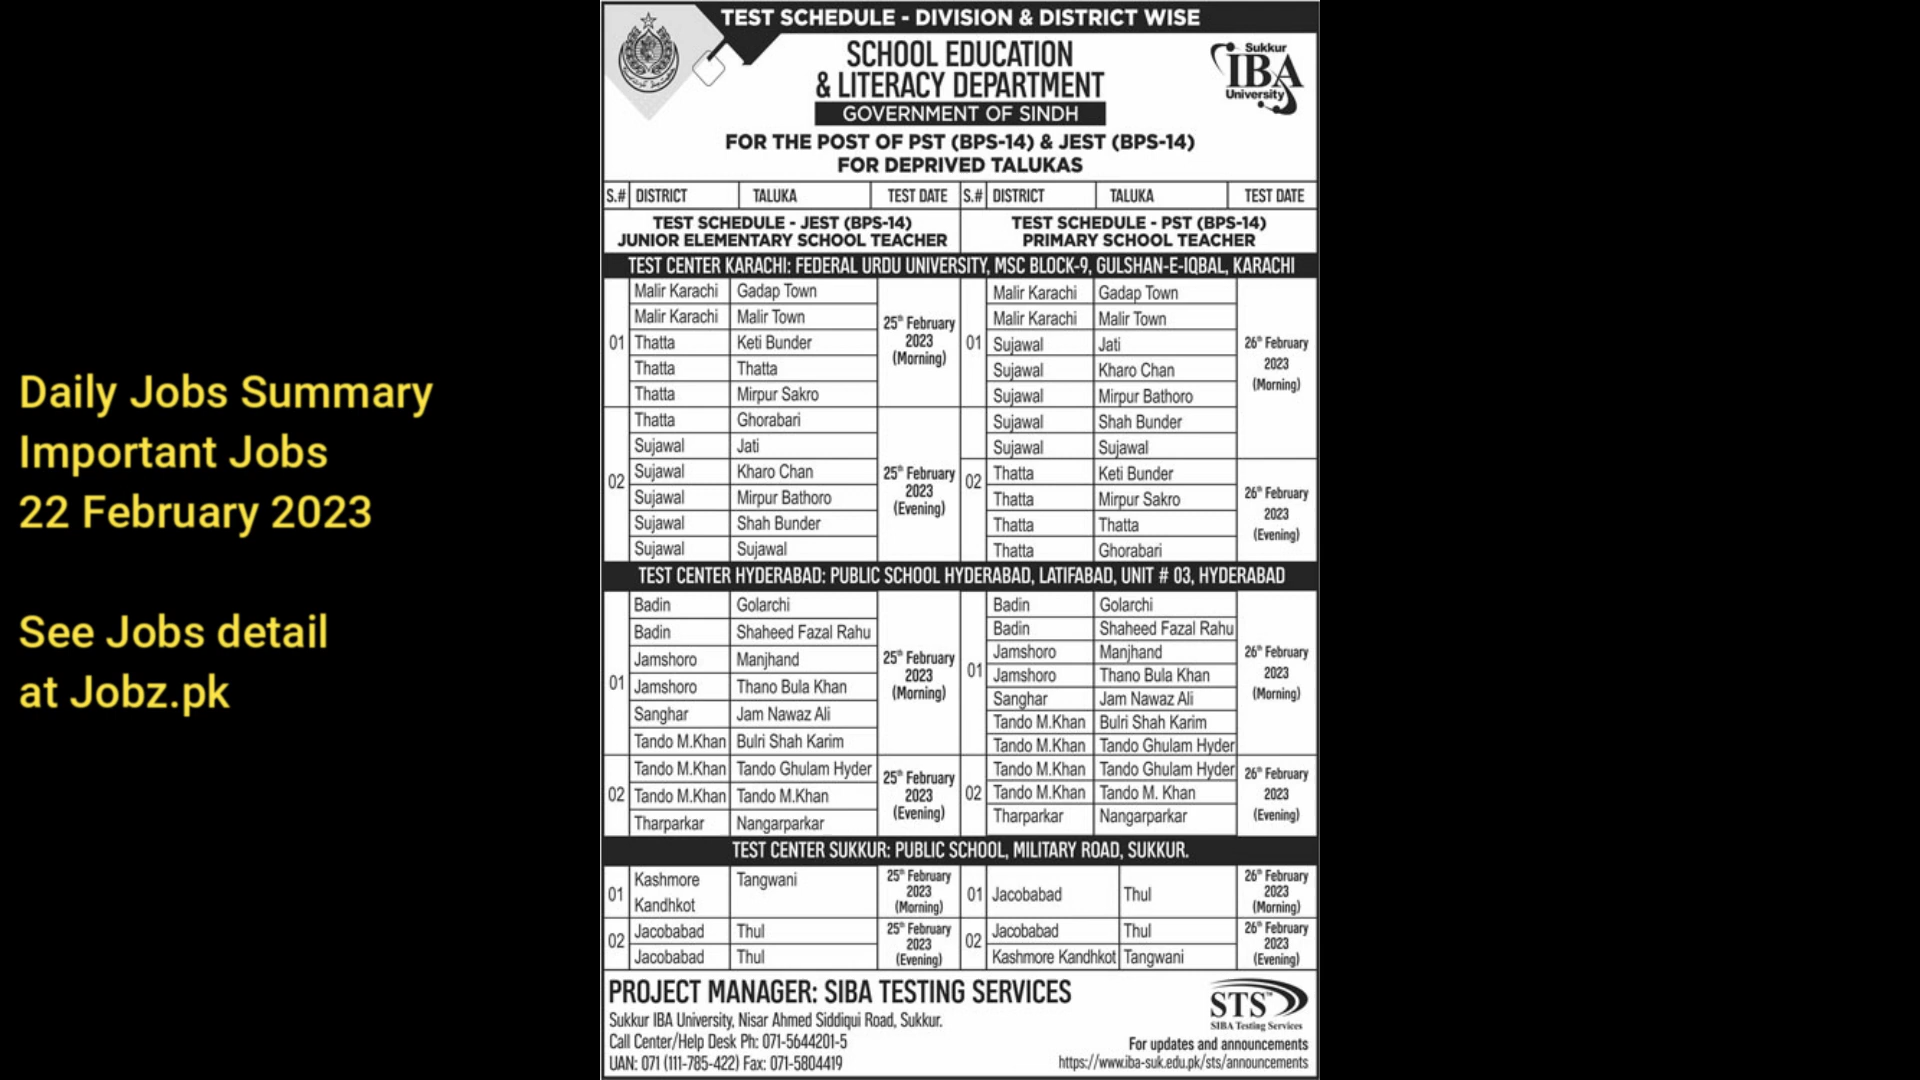 Daily Jobs Summary
Important Jobs
22 February 2023
See Jobs detail
at Jobz.pk
TEST SCHEDULE - DIVISION & DISTRICT WISE
SCHOOL EDUCATION
& LITERACY DEPARTMENT
GOVERNMENT OF SINDH
Sukkur
IBA
University
FOR THE POST OF PST (BPS-14) & JEST (BPS-14)
FOR DEPRIVED TALUKAS
S.# DISTRICT TALUKA TEST DATE S.# DISTRICT TALUKA TEST DATE
TEST SCHEDULE - JEST (BPS-14)
JUNIOR ELEMENTARY SCHOOL TEACHER
TEST SCHEDULE - PST (BPS-14)
PRIMARY SCHOOL TEACHER
TEST CENTER KARACHI: FEDERAL URDU UNIVERSITY, MSC BLOCK-9, GULSHAN-E-IQBAL, KARACHI
01
Malir Karachi Gadap Town
Malir Karachi Malir Town
Thatta Keti Bunder
Thatta Thatta
Thatta Mirpur Sakro
25th February
2023
(Morning)
02
Thatta Ghorabari
Sujawal Jati
Sujawal Kharo Chan
Sujawal Mirpur Bathoro
Sujawal Shah Bunder
Sujawal Sujawal
25th February
2023
(Evening)
01
Malir Karachi Gadap Town
Malir Karachi Malir Town
Sujawal Jati
Sujawal Kharo Chan
Sujawal Mirpur Bathoro
Sujawal Shah Bunder
Sujawal Sujawal
26th February
2023
(Morning)
02
Thatta Keti Bunder
Thatta Mirpur Sakro
Thatta Thatta
Thatta Ghorabari
26th February
2023
(Evening)
TEST CENTER HYDERABAD: PUBLIC SCHOOL HYDERABAD, LATIFABAD, UNIT # 03, HYDERABAD
01
Badin Golarchi
Badin Shaheed Fazal Rahu
Jamshoro Manjhand
Jamshoro Thano Bula Khan
Sanghar Jam Nawaz Ali
Tando M.Khan Bulri Shah Karim
25th February
2023
(Morning)
02
Tando M.Khan Tando Ghulam Hyder
Tando M.Khan Tando M.Khan
Tharparkar Nangarparkar
25th February
2023
(Evening)
01
Badin Golarchi
Badin Shaheed Fazal Rahu
Jamshoro Manjhand
Jamshoro Thano Bula Khan
Sanghar Jam Nawaz Ali
Tando M.Khan Bulri Shah Karim
Tando M.Khan Tando Ghulam Hyder
26th February
2023
(Morning)
02
Tando M.Khan Tando Ghulam Hyder
Tando M.Khan Tando M. Khan
Tharparkar Nangarparkar
26th February
2023
(Evening)
TEST CENTER SUKKUR: PUBLIC SCHOOL, MILITARY ROAD, SUKKUR.
01
Kashmore Tangwani
Kandhkot
25th February
2023
(Morning)
02
Jacobabad Thul
Jacobabad Thul
25th February
2023
(Evening)
01
Jacobabad Thul
26th February
2023
(Morning)
02
Jacobabad Thul
Kashmore Kandhkot Tangwani
26th February
2023
(Evening)
PROJECT MANAGER: SIBA TESTING SERVICES
Sukkur IBA University, Nisar Ahmed Siddiqui Road, Sukkur.
Call Center/Help Desk Ph: 071-5644201-5
UAN: 071 (111-785-422) Fax: 071-5804419
STS™
SIBA Testing Services
For updates and announcements
https://www.iba-suk.edu.pk/sts/announcements